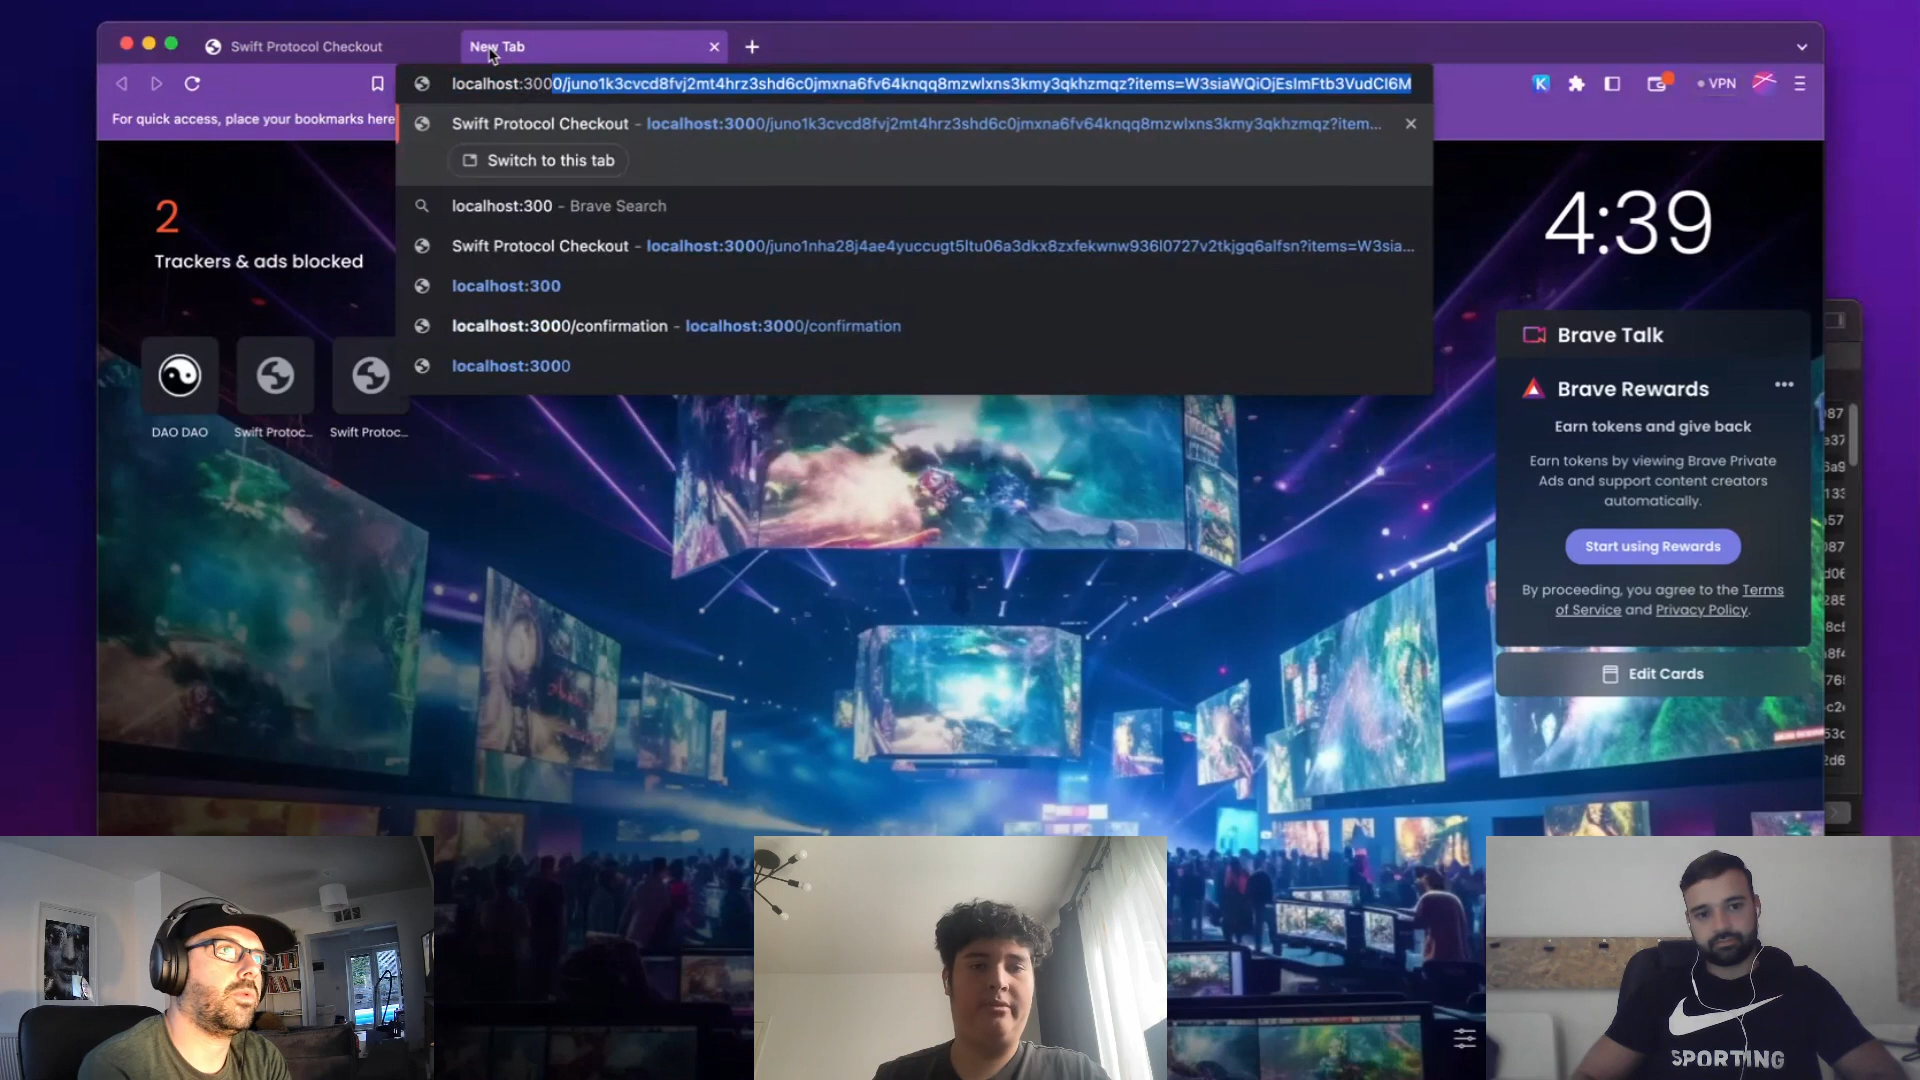 Swift Protocol Checkout
New Tab
localhost:3000/juno1k3cvcd8fvj2mt4hrz3shd6c0jmxna6fv64knqq8mzwlxns3kmy3qkhzmqz?items=W3siaWQiOjEsImFtb3VudCI6M
VPN
For quick access, place your bookmarks here
Swift Protocol Checkout - localhost:3000/juno1k3cvcd8fvj2mt4hrz3shd6c0jmxna6fv64knqq8mzwlxns3kmy3qkhzmqz?item...
Switch to this tab
localhost:300 - Brave Search
Swift Protocol Checkout - localhost:3000/juno1nha28j4ae4yuccugt5ltu06a3dkx8zxfekwnw936l0727v2tkjgq6alfsn?items=W3sia...
localhost:300
localhost:3000/confirmation - localhost:3000/confirmation
localhost:3000
2
Trackers & ads blocked
DAO DAO
Swift Protoc...
Swift Protoc...
4:39
Brave Talk
Brave Rewards
Earn tokens and give back
Earn tokens by viewing Brave Private
Ads and support content creators
automatically.
Start using Rewards
By proceeding, you agree to the Terms
of Service and Privacy Policy.
Edit Cards
SPORTING